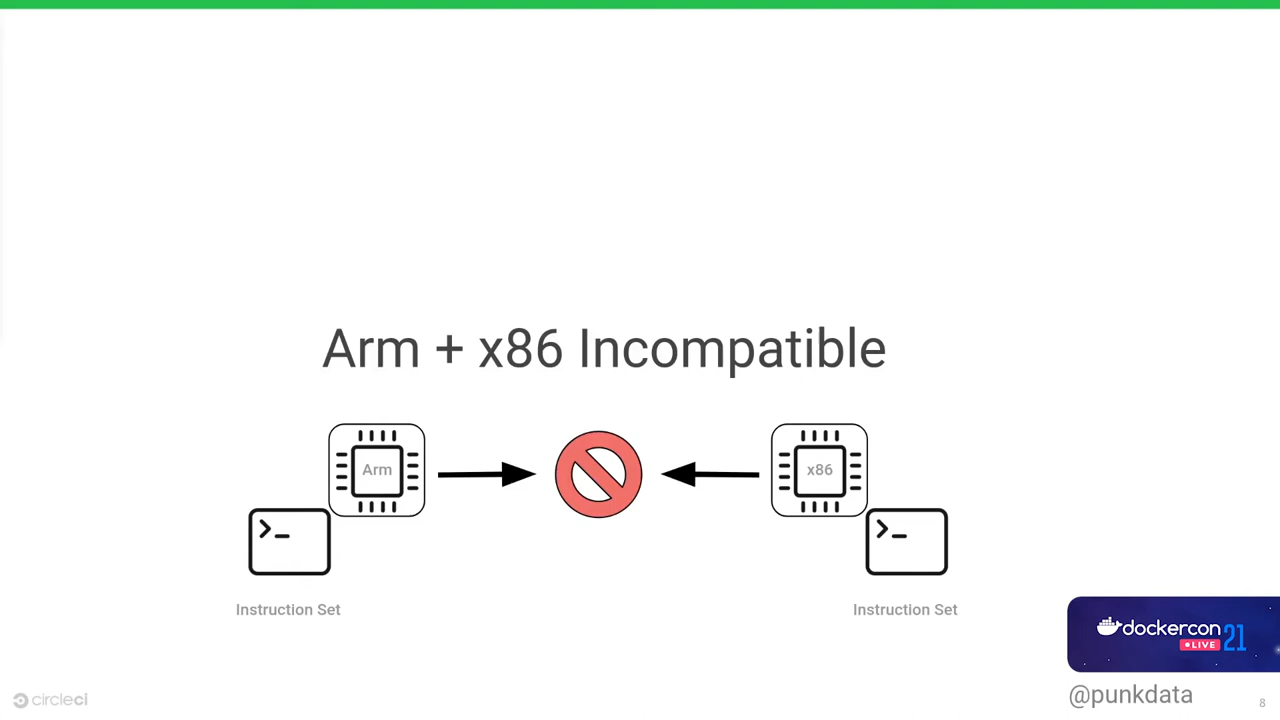 Arm + x86 Incompatible
Arm
x86
>_
>_
Instruction Set
Instruction Set
dockercon
LIVE
21
circleci
@punkdata
8